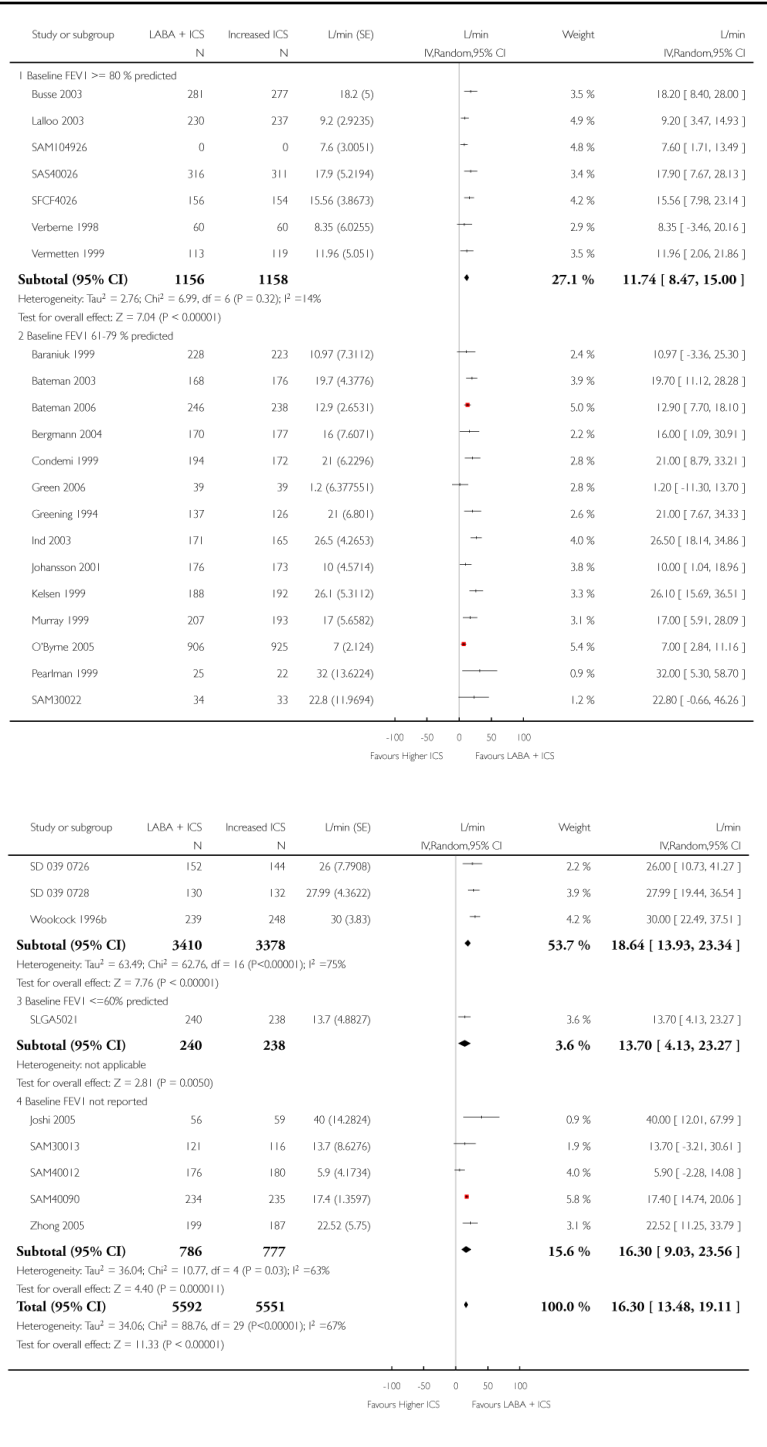 Study or subgroup LABA + ICS Increased ICS L/min (SE) L/min Weight L/min
N N IV,Random,95% CI IV,Random,95% CI
1 Baseline FEV1 >= 80 % predicted
Busse 2003 281 277 18.2 (5) 3.5 % 18.20 [ 8.40, 28.00 ]
Lalloo 2003 230 237 9.2 (2.9235) 4.9 % 9.20 [ 3.47, 14.93 ]
SAM104926 0 0 7.6 (3.0051) 4.8 % 7.60 [ 1.71, 13.49 ]
SAS40026 316 311 17.9 (5.2194) 3.4 % 17.90 [ 7.67, 28.13 ]
SFCF4026 156 154 15.56 (3.8673) 4.2 % 15.56 [ 7.98, 23.14 ]
Verberne 1998 60 60 8.35 (6.0255) 2.9 % 8.35 [ -3.46, 20.16 ]
Vermetten 1999 113 119 11.96 (5.051) 3.5 % 11.96 [ 2.06, 21.86 ]
Subtotal (95% CI) 1156 1158 27.1 % 11.74 [ 8.47, 15.00 ]
Heterogeneity: Tau² = 2.76; Chi² = 6.99, df = 6 (P = 0.32); I² =14%
Test for overall effect: Z = 7.04 (P < 0.00001)
2 Baseline FEV1 61-79 % predicted
Baraniuk 1999 228 223 10.97 (7.3112) 2.4 % 10.97 [ -3.36, 25.30 ]
Bateman 2003 168 176 19.7 (4.3776) 3.9 % 19.70 [ 11.12, 28.28 ]
Bateman 2006 246 238 12.9 (2.6531) 5.0 % 12.90 [ 7.70, 18.10 ]
Bergmann 2004 170 177 16 (7.6071) 2.2 % 16.00 [ 1.09, 30.91 ]
Condemi 1999 194 172 21 (6.2296) 2.8 % 21.00 [ 8.79, 33.21 ]
Green 2006 39 39 1.2 (6.377551) 2.8 % 1.20 [ -11.30, 13.70 ]
Greening 1994 137 126 21 (6.801) 2.6 % 21.00 [ 7.67, 34.33 ]
Ind 2003 171 165 26.5 (4.2653) 4.0 % 26.50 [ 18.14, 34.86 ]
Johansson 2001 176 173 10 (4.5714) 3.8 % 10.00 [ 1.04, 18.96 ]
Kelsen 1999 188 192 26.1 (5.3112) 3.3 % 26.10 [ 15.69, 36.51 ]
Murray 1999 207 193 17 (5.6582) 3.1 % 17.00 [ 5.91, 28.09 ]
O'Byrne 2005 906 925 7 (2.124) 5.4 % 7.00 [ 2.84, 11.16 ]
Pearlman 1999 25 22 32 (13.6224) 0.9 % 32.00 [ 5.30, 58.70 ]
SAM30022 34 33 22.8 (11.9694) 1.2 % 22.80 [ -0.66, 46.26 ]
-100 -50 0 50 100
Favours Higher ICS Favours LABA + ICS
Study or subgroup LABA + ICS Increased ICS L/min (SE) L/min Weight L/min
N N IV,Random,95% CI IV,Random,95% CI
SD 039 0726 152 144 26 (7.7908) 2.2 % 26.00 [ 10.73, 41.27 ]
SD 039 0728 130 132 27.99 (4.3622) 3.9 % 27.99 [ 19.44, 36.54 ]
Woolcock 1996b 239 248 30 (3.83) 4.2 % 30.00 [ 22.49, 37.51 ]
Subtotal (95% CI) 3410 3378 53.7 % 18.64 [ 13.93, 23.34 ]
Heterogeneity: Tau² = 63.49; Chi² = 62.76, df = 16 (P<0.00001); I² =75%
Test for overall effect: Z = 7.76 (P < 0.00001)
3 Baseline FEV1 <=60% predicted
SLGA5021 240 238 13.7 (4.8827) 3.6 % 13.70 [ 4.13, 23.27 ]
Subtotal (95% CI) 240 238 3.6 % 13.70 [ 4.13, 23.27 ]
Heterogeneity: not applicable
Test for overall effect: Z = 2.81 (P = 0.0050)
4 Baseline FEV1 not reported
Joshi 2005 56 59 40 (14.2824) 0.9 % 40.00 [ 12.01, 67.99 ]
SAM30013 121 116 13.7 (8.6276) 1.9 % 13.70 [ -3.21, 30.61 ]
SAM40012 176 180 5.9 (4.1734) 4.0 % 5.90 [ -2.28, 14.08 ]
SAM40090 234 235 17.4 (1.3597) 5.8 % 17.40 [ 14.74, 20.06 ]
Zhong 2005 199 187 22.52 (5.75) 3.1 % 22.52 [ 11.25, 33.79 ]
Subtotal (95% CI) 786 777 15.6 % 16.30 [ 9.03, 23.56 ]
Heterogeneity: Tau² = 36.04; Chi² = 10.77, df = 4 (P = 0.03); I² =63%
Test for overall effect: Z = 4.40 (P = 0.000011)
Total (95% CI) 5592 5551 100.0 % 16.30 [ 13.48, 19.11 ]
Heterogeneity: Tau² = 34.06; Chi² = 88.76, df = 29 (P<0.00001); I² =67%
Test for overall effect: Z = 11.33 (P < 0.00001)
-100 -50 0 50 100
Favours Higher ICS Favours LABA + ICS